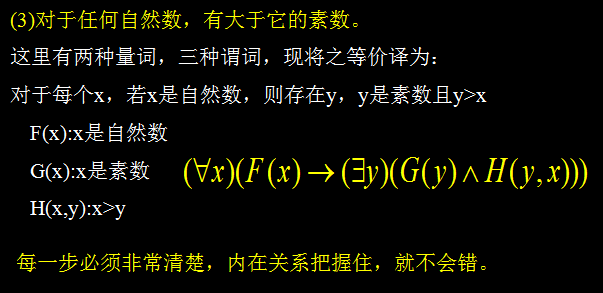 (3)对于任何自然数，有大于它的素数。
这里有两种量词，三种谓词，现将之等价译为：
对于每个x，若x是自然数，则存在y，y是素数且y>x
F(x):x是自然数
G(x):x是素数
(∀x)(F(x)→(∃y)(G(y)∧H(y,x)))
H(x,y):x>y
每一步必须非常清楚，内在关系把握住，就不会错。